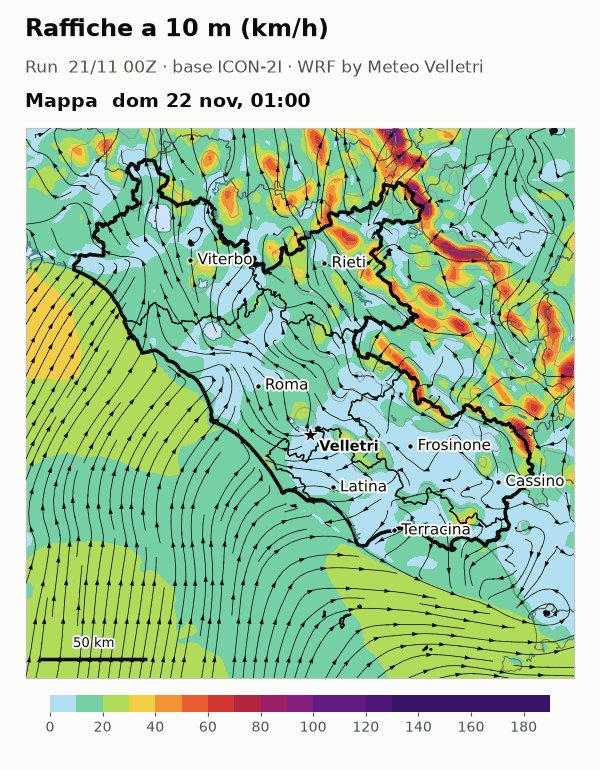 Raffiche a 10 m (km/h)
Run  21/11 00Z · base ICON-2I · WRF by Meteo Velletri
Mappa  dom 22 nov, 01:00
Viterbo
Rieti
Roma
Velletri
Frosinone
Cassino
Latina
Terracina
50 km
0 20 40 60 80 100 120 140 160 180